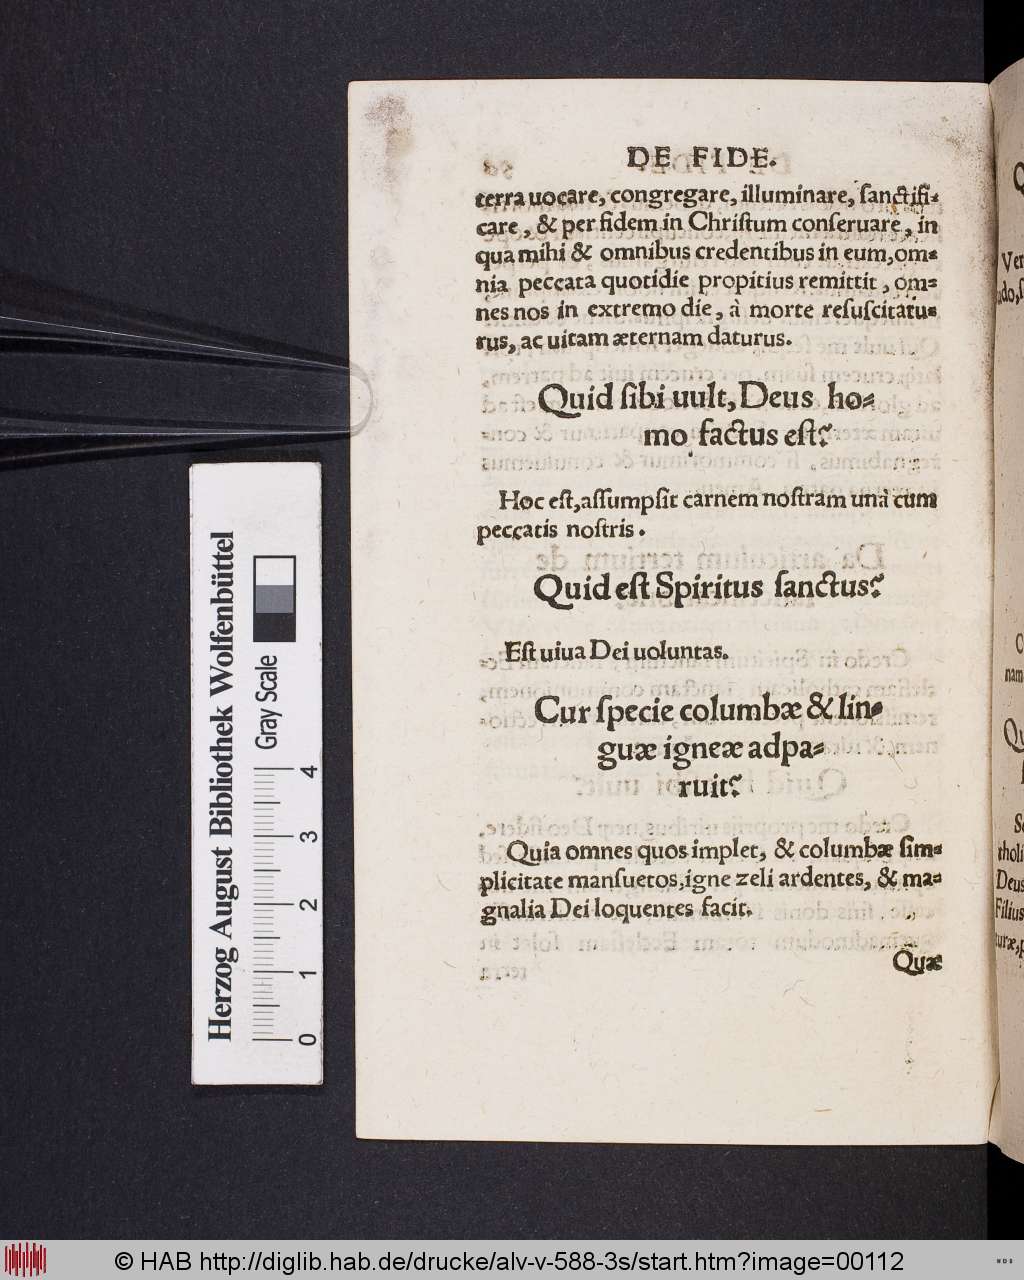 DE FIDE.
terra uocare, congregare, illuminare, ſanctifi⸗
care, & per fidem in Chriſtum conſeruare, in
qua mihi & omnibus credentibus in eum, om⸗
nia peccata quotidie propitius remittit, om⸗
nes nos in extremo die, à morte reſuſcitatu⸗
rus, ac uitam æternam daturus.
Quid ſibi uult, Deus ho⸗
mo factus eſt?
Hoc eſt, aſſumpſit carnem noſtram unà cum
peccatis noſtris.
Quid eſt Spiritus ſanctus?
Eſt uiua Dei uoluntas.
Cur ſpecie columbæ & lin⸗
guæ igneæ adpa⸗
ruit?
Quia omnes quos implet, & columbæ ſim⸗
plicitate manſuetos, igne zeli ardentes, & ma⸗
gnalia Dei loquentes facit.
Quæ
Herzog August Bibliothek Wolfenbüttel
Gray Scale
0 1 2 3 4
© HAB http://diglib.hab.de/drucke/alv-v-588-3s/start.htm?image=00112